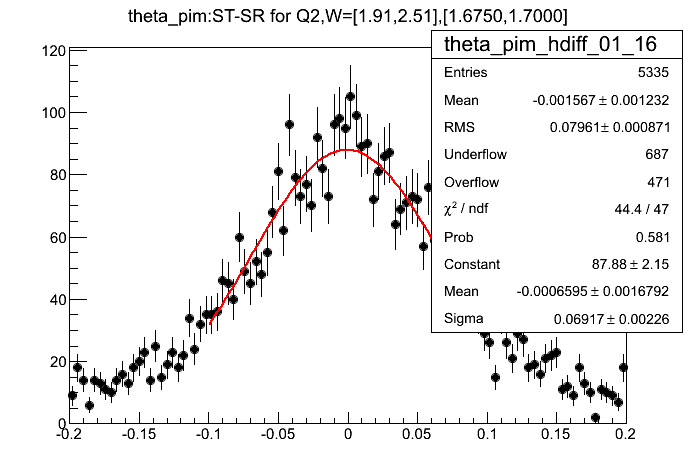 theta_pim:ST-SR for Q2,W=[1.91,2.51],[1.6750,1.7000]
theta_pim_hdiff_01_16
Entries 5335
Mean -0.001567 ± 0.001232
RMS 0.07961 ± 0.000871
Underflow 687
Overflow 471
χ² / ndf 44.4 / 47
Prob 0.581
Constant 87.88 ± 2.15
Mean -0.0006595 ± 0.0016792
Sigma 0.06917 ± 0.00226
120
100
80
60
40
20
0
-0.2 -0.15 -0.1 -0.05 0 0.05 0.1 0.15 0.2